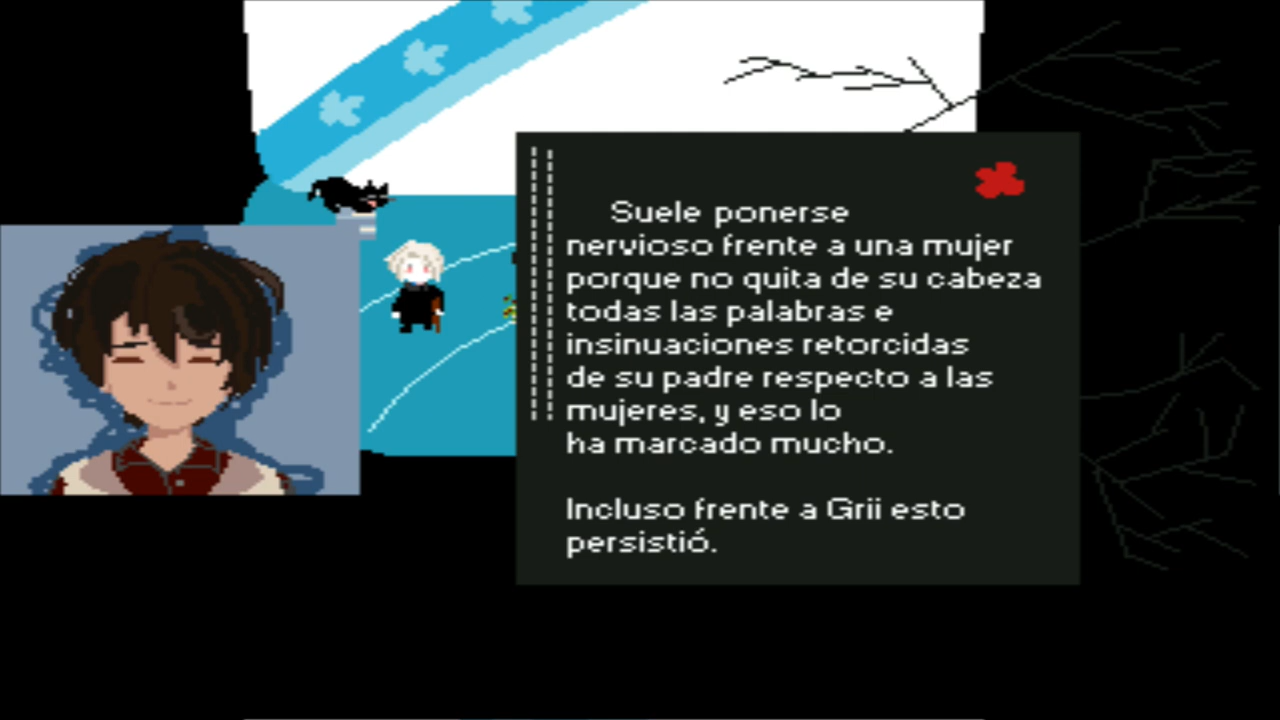 Suele ponerse
nervioso frente a una mujer
porque no quita de su cabeza
todas las palabras e
insinuaciones retorcidas
de su padre respecto a las
mujeres, y eso lo
ha marcado mucho.
Incluso frente a Grii esto
persistió.